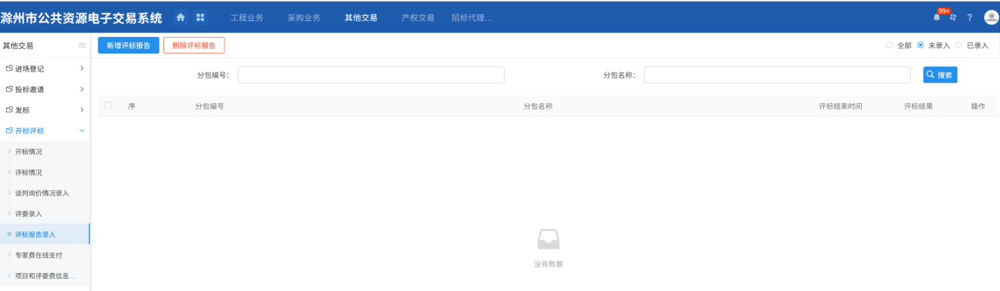 滁州市公共资源电子交易系统 工程业务 采购业务 其他交易 产权交易 招标代理... 99+ ?
其他交易 新增评标报告 删除评标报告 全部 未录入 已录入
进场登记
分包编号: 分包名称: 搜索
投标邀请
发标
序 分包编号 分包名称 评标结束时间 评标结果 操作
开标评标
开标情况
评标情况
谈判询价情况录入
评委录入
评标报告录入
专家费在线支付
没有数据
项目和评委费信息...